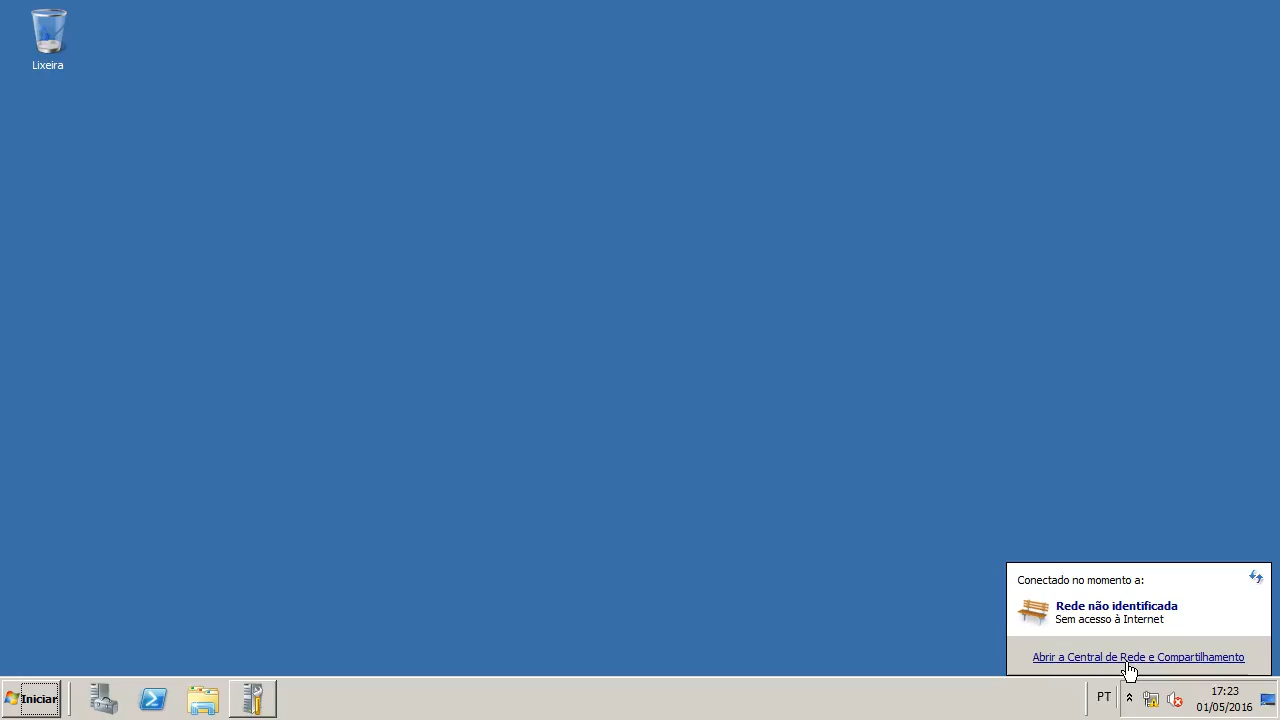 Lixeira
Conectado no momento a:
Rede não identificada
Sem acesso à Internet
Abrir a Central de Rede e Compartilhamento
Iniciar
PT
17:23
01/05/2016